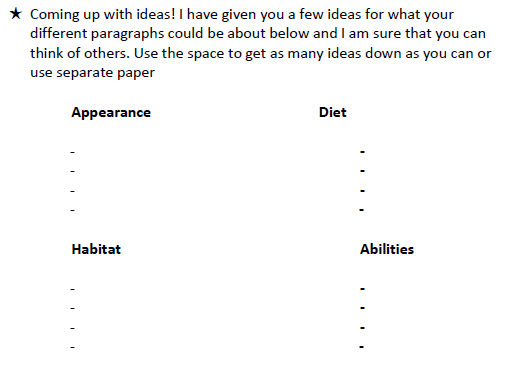 ★ Coming up with ideas! I have given you a few ideas for what your
different paragraphs could be about below and I am sure that you can
think of others. Use the space to get as many ideas down as you can or
use separate paper
Appearance Diet
- -
- -
- -
- -
Habitat Abilities
- -
- -
- -
- -